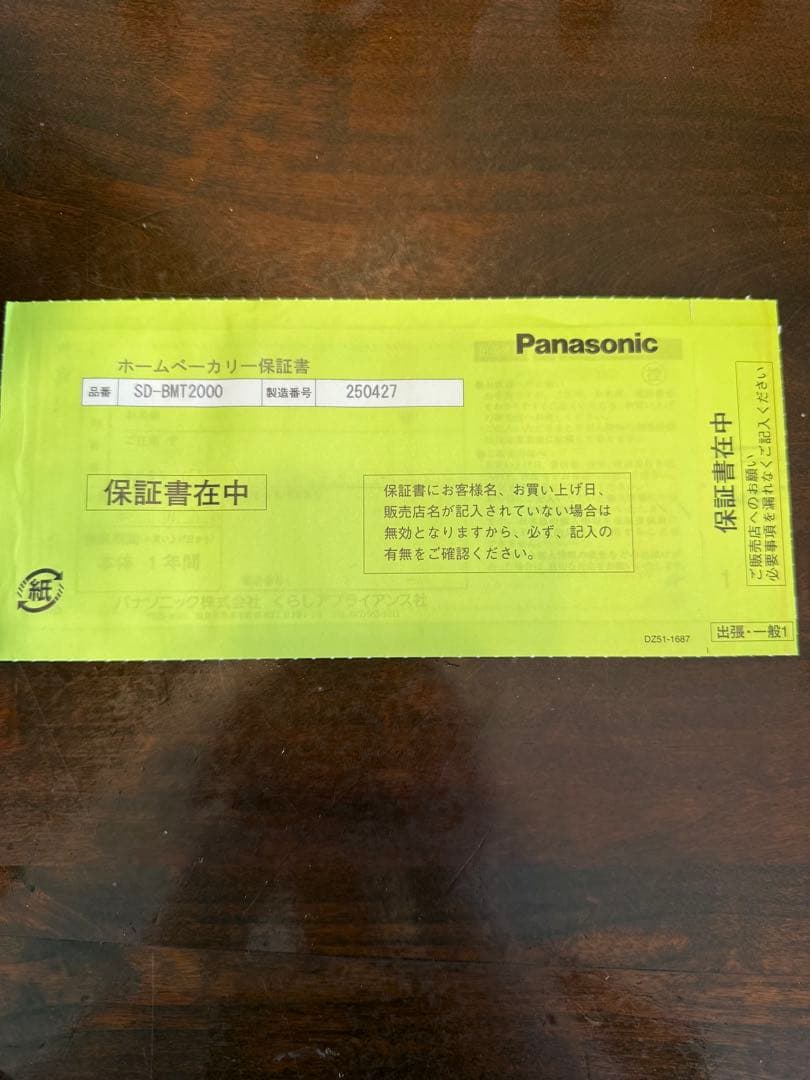 Panasonic
ホームベーカリー保証書
品番 SD-BMT2000 製造番号 250427
保証書在中
保証書にお客様名、お買い上げ日、
販売店名が記入されていない場合は
無効となりますから、必ず、記入の
有無をご確認ください。
本体 1年間
パナソニック株式会社 くらしアプライアンス社
紙
DZ51-1687
保証書在中
ご販売店へのお願い
必要事項を漏れなくご記入ください
出張・一般1